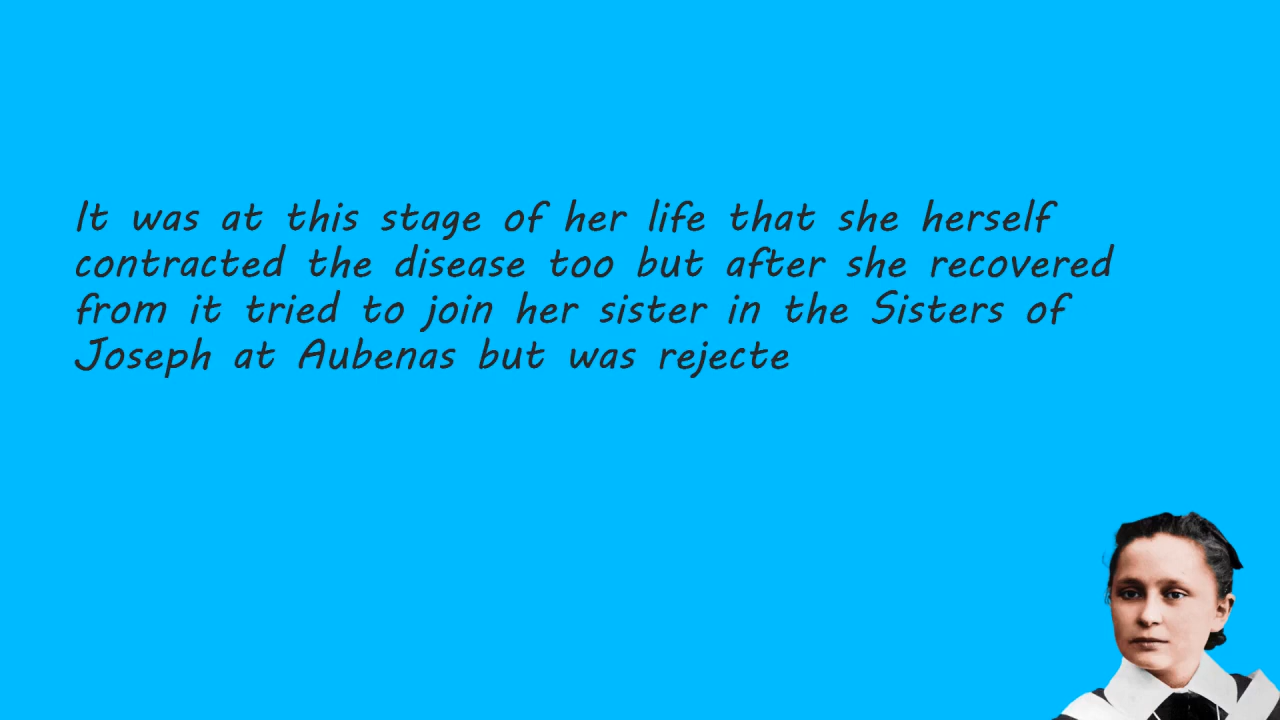 It was at this stage of her life that she herself
contracted the disease too but after she recovered
from it tried to join her sister in the Sisters of
Joseph at Aubenas but was rejecte